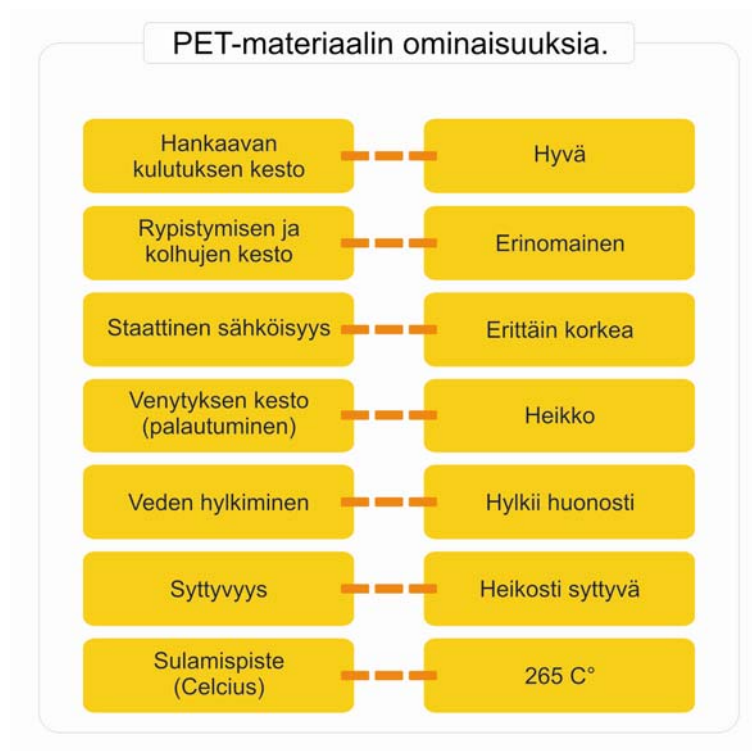 PET-materiaalin ominaisuuksia.
Hankaavan
kulutuksen kesto
Hyvä
Rypistymisen ja
kolhujen kesto
Erinomainen
Staattinen sähköisyys
Erittäin korkea
Venytyksen kesto
(palautuminen)
Heikko
Veden hylkiminen
Hylkii huonosti
Syttyvyys
Heikosti syttyvä
Sulamispiste
(Celcius)
265 C°